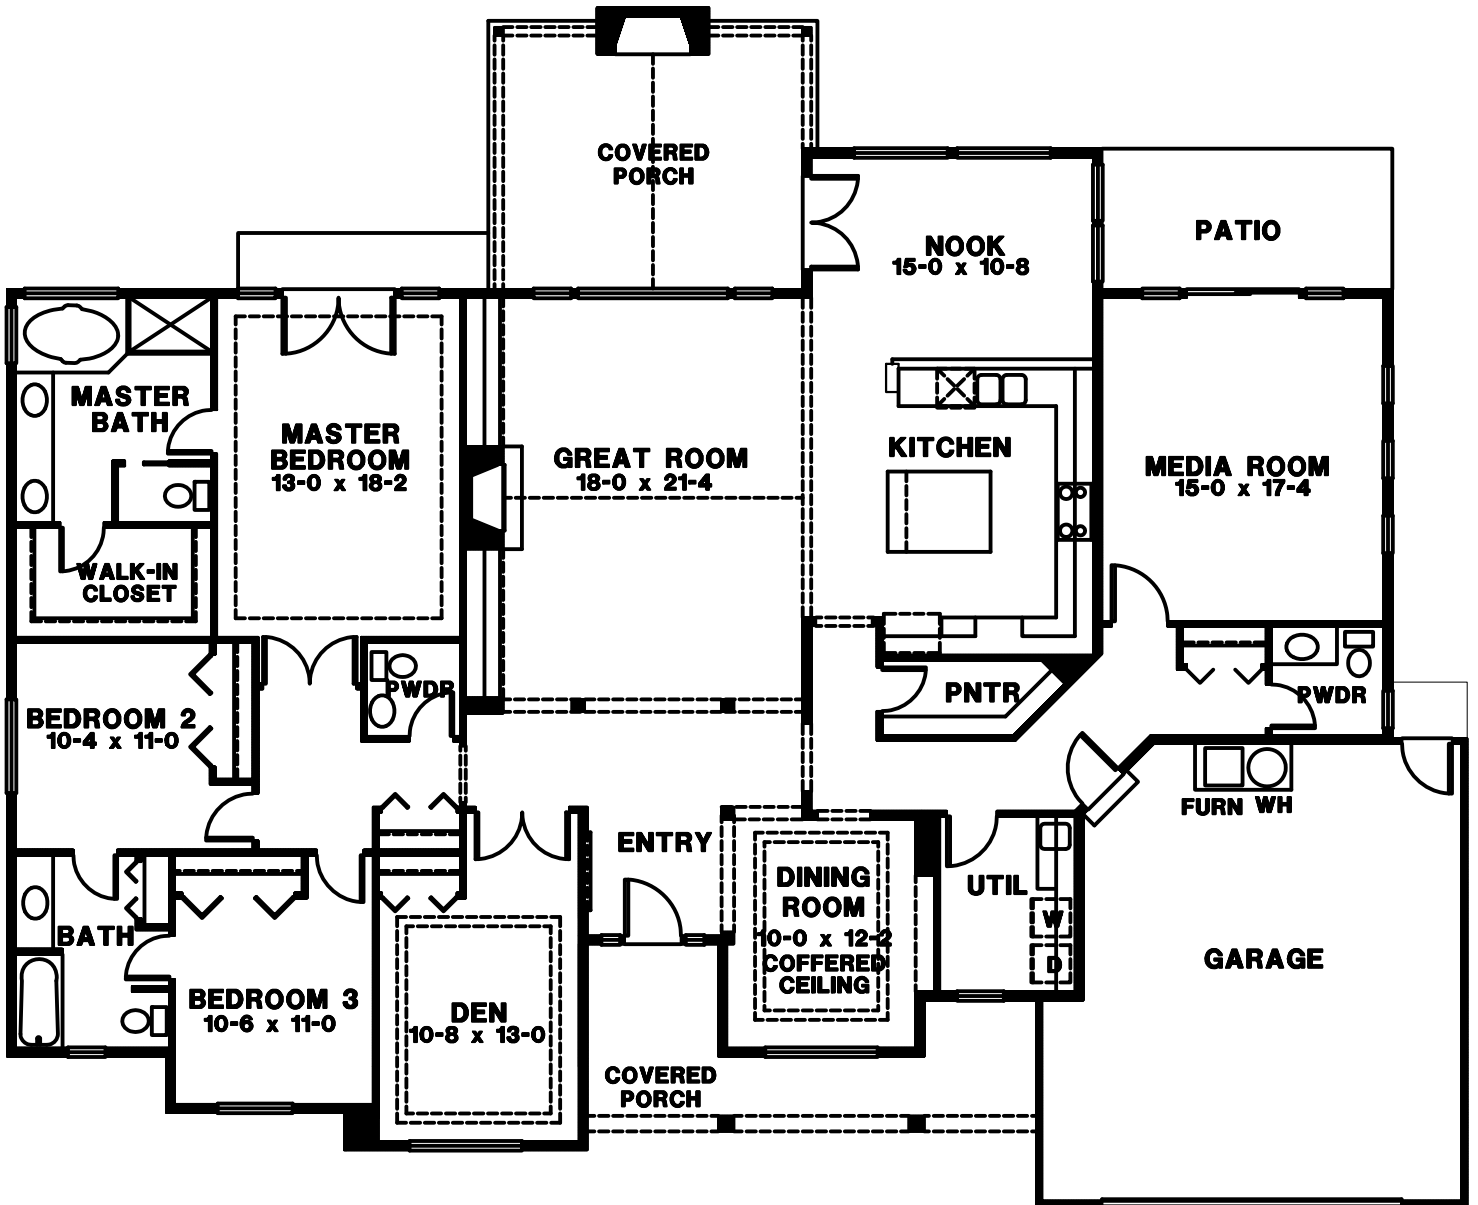 COVERED
PORCH
PATIO
NOOK
15-0 x 10-8
MASTER
BATH
MASTER
BEDROOM
13-0 x 18-2
GREAT ROOM
18-0 x 21-4
KITCHEN
MEDIA ROOM
15-0 x 17-4
WALK-IN
CLOSET
PWDR
PNTR
PWDR
BEDROOM 2
10-4 x 11-0
FURN WH
ENTRY
DINING
ROOM
10-0 x 12-2
COFFERED
CEILING
UTIL
W
D
BATH
GARAGE
BEDROOM 3
10-6 x 11-0
DEN
10-8 x 13-0
COVERED
PORCH